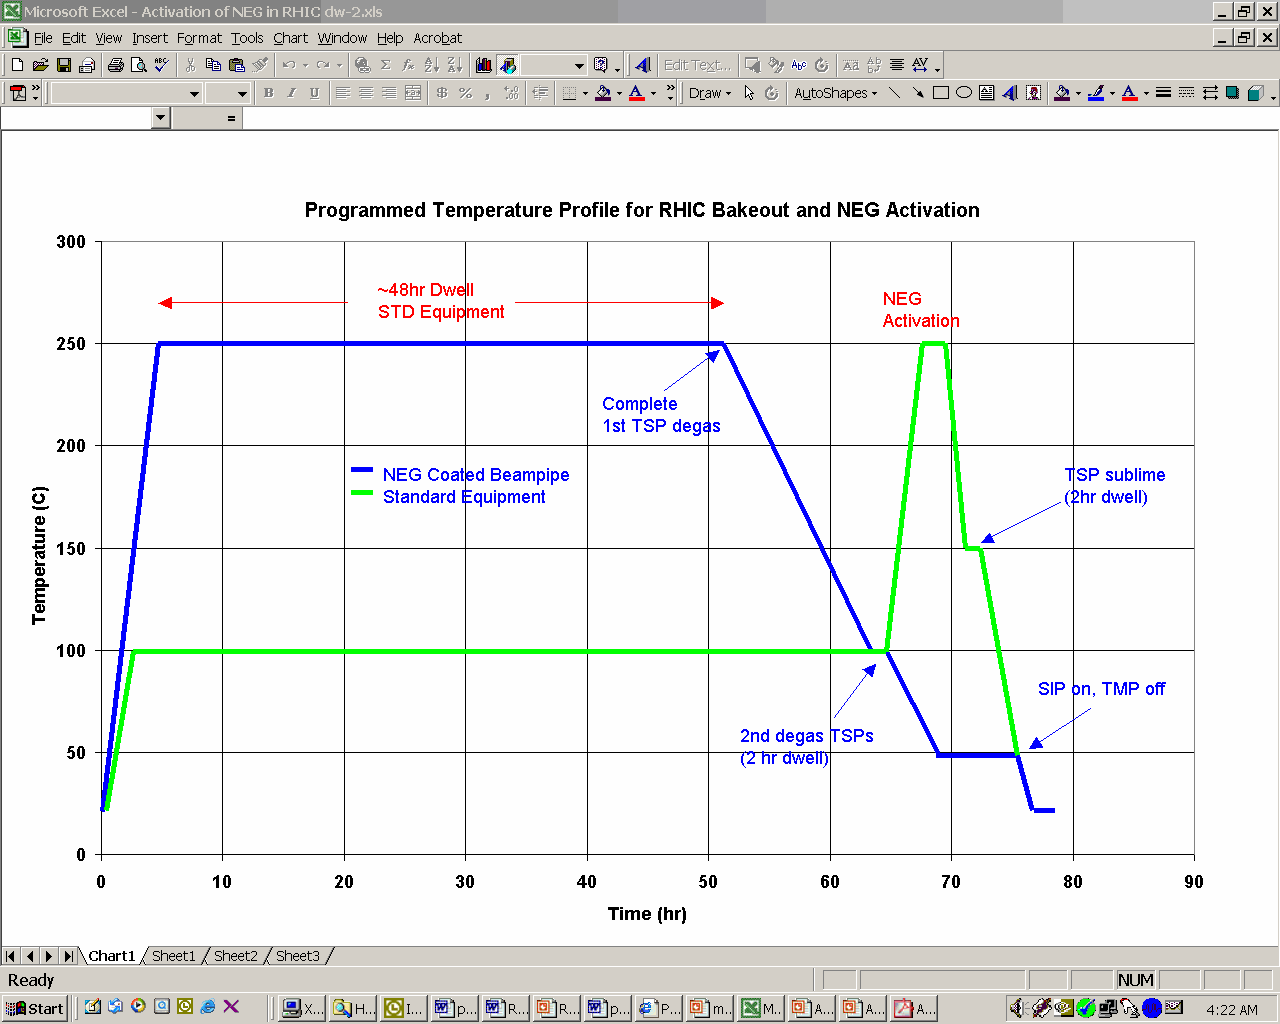 Microsoft Excel - Activation of NEG in RHIC dw-2.xls
File Edit View Insert Format Tools Chart Window Help Acrobat
Edit Text...
B I U $ % , Draw AutoShapes
=
Programmed Temperature Profile for RHIC Bakeout and NEG Activation
300
~48hr Dwell
STD Equipment
NEG
Activation
250
Complete
1st TSP degas
200
NEG Coated Beampipe
Standard Equipment
TSP sublime
(2hr dwell)
Temperature (C)
150
100
SIP on, TMP off
2nd degas TSPs
(2 hr dwell)
50
0
0 10 20 30 40 50 60 70 80 90
Time (hr)
Chart1 Sheet1 Sheet2 Sheet3
Ready
NUM
Start X... H... I... p... R... R... p... P... m... M... A... A... A... 4:22 AM